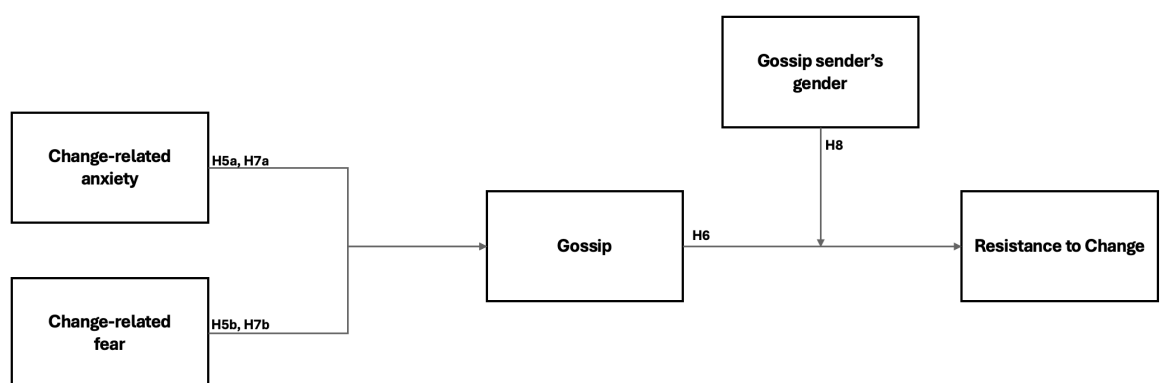 Gossip sender’s
gender
H8
Change-related
anxiety
H5a, H7a
Gossip
H6
Resistance to Change
Change-related
fear
H5b, H7b